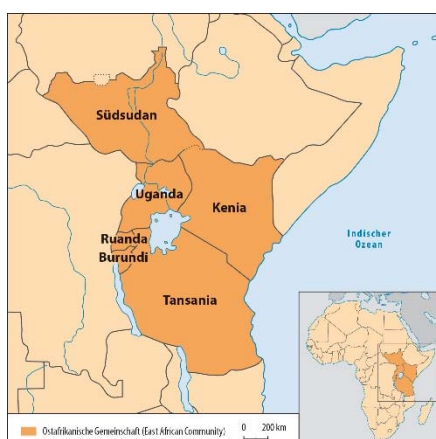 Südsudan
Uganda
Kenia
Ruanda
Burundi
Indischer
Ozean
Tansania
Ostafrikanische Gemeinschaft (East African Community)
0 200 km